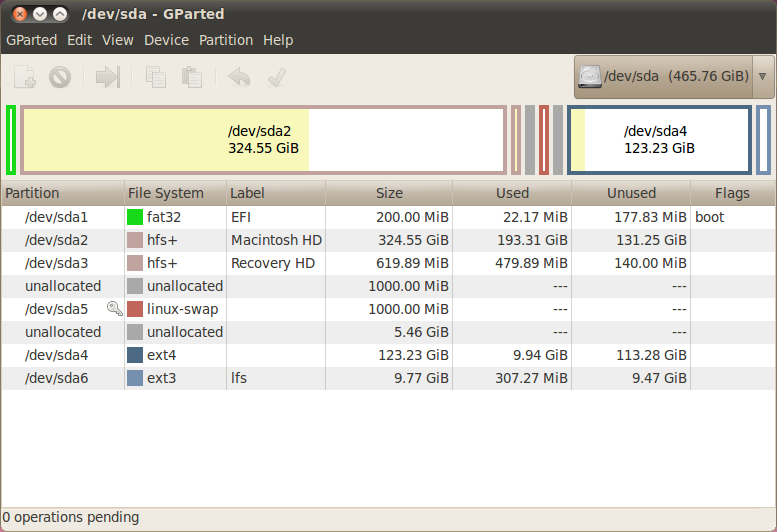 /dev/sda - GParted
GParted Edit View Device Partition Help
/dev/sda (465.76 GiB)
/dev/sda2
324.55 GiB
/dev/sda4
123.23 GiB
Partition File System Label Size Used Unused Flags
/dev/sda1 fat32 EFI 200.00 MiB 22.17 MiB 177.83 MiB boot
/dev/sda2 hfs+ Macintosh HD 324.55 GiB 193.31 GiB 131.25 GiB
/dev/sda3 hfs+ Recovery HD 619.89 MiB 479.89 MiB 140.00 MiB
unallocated unallocated 1000.00 MiB --- ---
/dev/sda5 linux-swap 1000.00 MiB --- ---
unallocated unallocated 5.46 GiB --- ---
/dev/sda4 ext4 123.23 GiB 9.94 GiB 113.28 GiB
/dev/sda6 ext3 lfs 9.77 GiB 307.27 MiB 9.47 GiB
0 operations pending